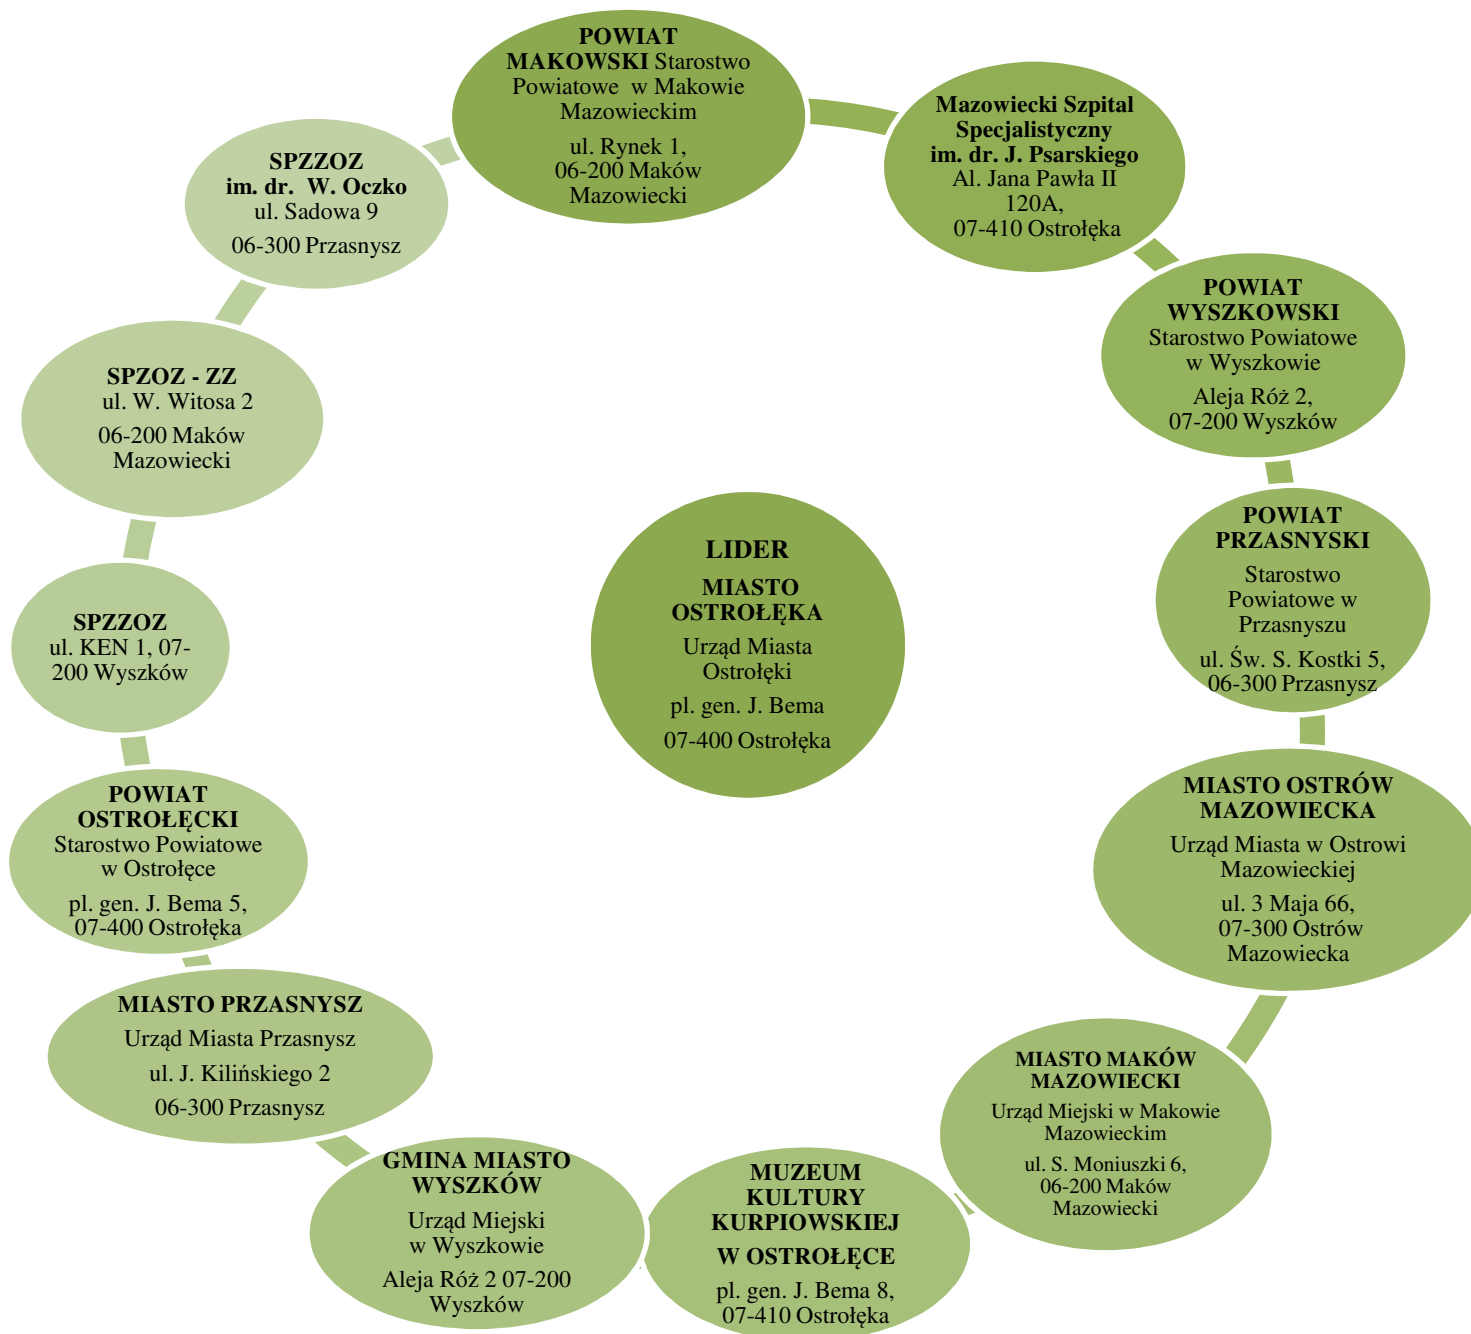 POWIAT
MAKOWSKI Starostwo
Powiatowe w Makowie
Mazowieckim
ul. Rynek 1,
06-200 Maków
Mazowiecki
Mazowiecki Szpital
Specjalistyczny
im. dr. J. Psarskiego
Al. Jana Pawła II
120A,
07-410 Ostrołęka
POWIAT
WYSZKOWSKI
Starostwo Powiatowe
w Wyszkowie
Aleja Róż 2,
07-200 Wyszków
POWIAT
PRZASNYSKI
Starostwo
Powiatowe w
Przasnyszu
ul. Św. S. Kostki 5,
06-300 Przasnysz
MIASTO OSTRÓW
MAZOWIECKA
Urząd Miasta w Ostrowi
Mazowieckiej
ul. 3 Maja 66,
07-300 Ostrów
Mazowiecka
MIASTO MAKÓW
MAZOWIECKI
Urząd Miejski w Makowie
Mazowieckim
ul. S. Moniuszki 6,
06-200 Maków
Mazowiecki
MUZEUM
KULTURY
KURPIOWSKIEJ
W OSTROŁĘCE
pl. gen. J. Bema 8,
07-410 Ostrołęka
GMINA MIASTO
WYSZKÓW
Urząd Miejski
w Wyszkowie
Aleja Róż 2 07-200
Wyszków
MIASTO PRZASNYSZ
Urząd Miasta Przasnysz
ul. J. Kilińskiego 2
06-300 Przasnysz
POWIAT
OSTROŁĘCKI
Starostwo Powiatowe
w Ostrołęce
pl. gen. J. Bema 5,
07-400 Ostrołęka
SPZZOZ
ul. KEN 1, 07-
200 Wyszków
SPZOZ - ZZ
ul. W. Witosa 2
06-200 Maków
Mazowiecki
SPZZOZ
im. dr. W. Oczko
ul. Sadowa 9
06-300 Przasnysz
LIDER
MIASTO
OSTROŁĘKA
Urząd Miasta
Ostrołęki
pl. gen. J. Bema
07-400 Ostrołęka